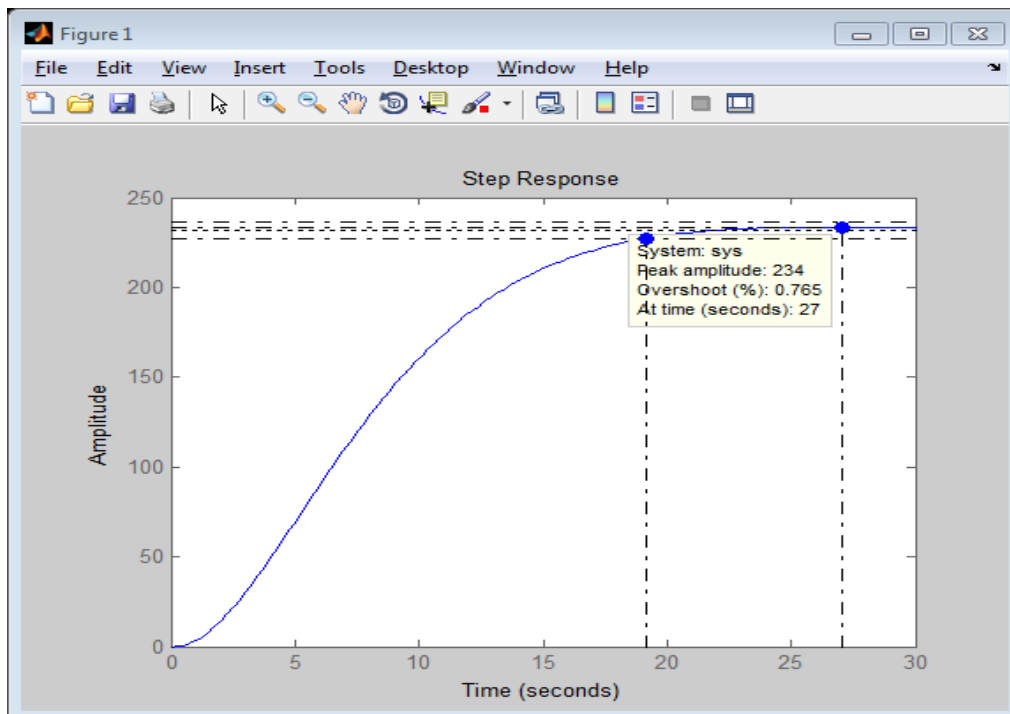 Figure 1
File Edit View Insert Tools Desktop Window Help
Step Response
250
200
150
100
50
0
Amplitude
System: sys
Peak amplitude: 234
Overshoot (%): 0.765
At time (seconds): 27
0 5 10 15 20 25 30
Time (seconds)